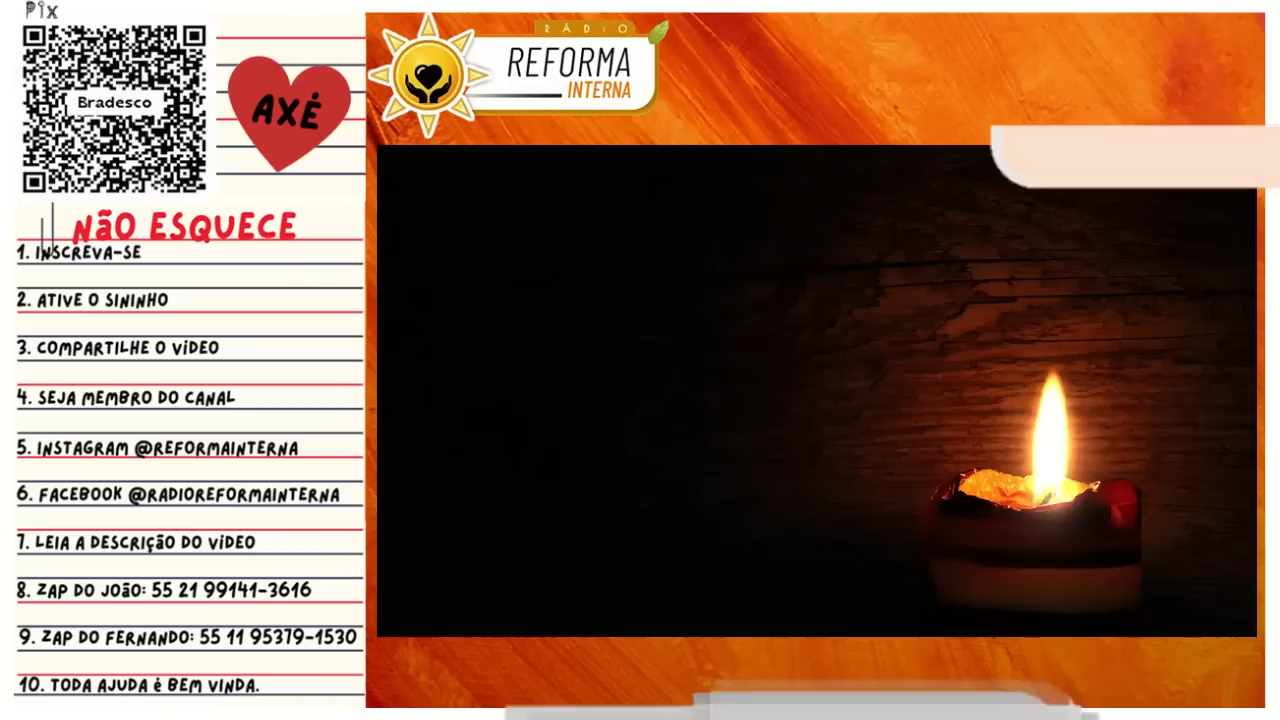 Pix
Bradesco
AXÉ
NÃO ESQUECE
1. INSCREVA-SE
2. ATIVE O SININHO
3. COMPARTILHE O VÍDEO
4. SEJA MEMBRO DO CANAL
5. INSTAGRAM @REFORMAINTERNA
6. FACEBOOK @RADIOREFORMAINTERNA
7. LEIA A DESCRIÇÃO DO VÍDEO
8. ZAP DO JOÃO: 55 21 99141-3616
9. ZAP DO FERNANDO: 55 11 95379-1530
10. TODA AJUDA É BEM VINDA.
RÁDIO
REFORMA
INTERNA